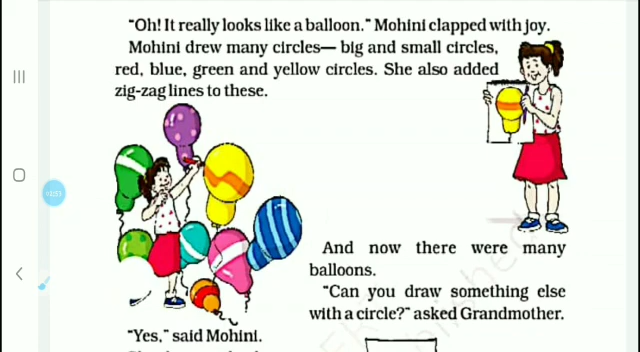 "Oh! It really looks like a balloon." Mohini clapped with joy.
Mohini drew many circles— big and small circles,
red, blue, green and yellow circles. She also added
zig-zag lines to these.
And now there were many
balloons.
"Can you draw something else
with a circle?" asked Grandmother.
"Yes," said Mohini.